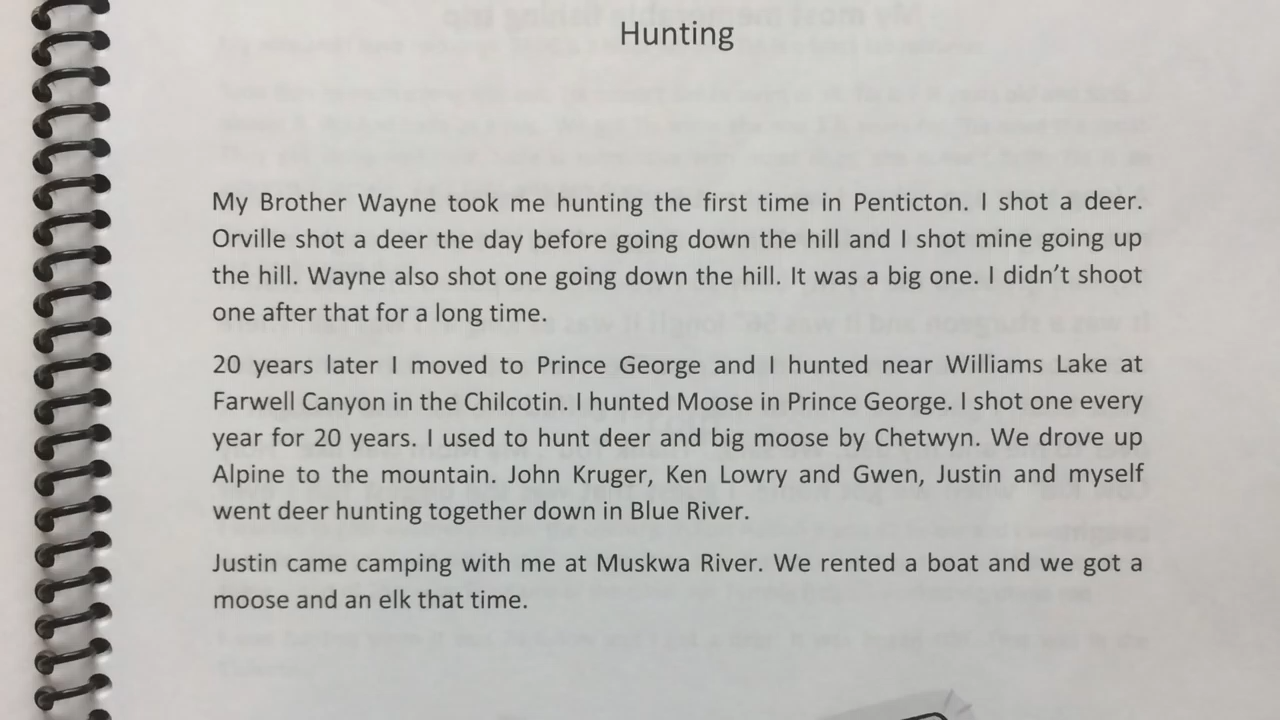 Hunting
My Brother Wayne took me hunting the first time in Penticton. I shot a deer.
Orville shot a deer the day before going down the hill and I shot mine going up
the hill. Wayne also shot one going down the hill. It was a big one. I didn't shoot
one after that for a long time.
20 years later I moved to Prince George and I hunted near Williams Lake at
Farwell Canyon in the Chilcotin. I hunted Moose in Prince George. I shot one every
year for 20 years. I used to hunt deer and big moose by Chetwyn. We drove up
Alpine to the mountain. John Kruger, Ken Lowry and Gwen, Justin and myself
went deer hunting together down in Blue River.
Justin came camping with me at Muskwa River. We rented a boat and we got a
moose and an elk that time.